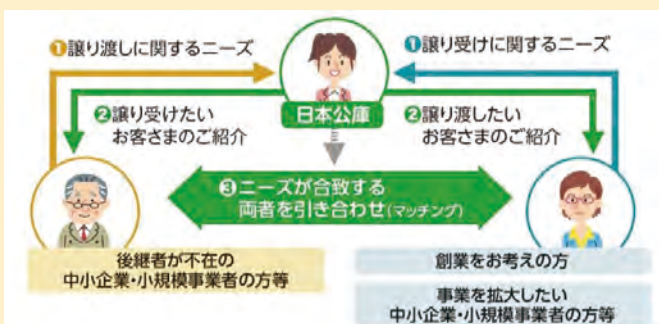 ❶譲り渡しに関するニーズ
❶譲り受けに関するニーズ
日本公庫
❷譲り受けたい
お客さまのご紹介
❷譲り渡したい
お客さまのご紹介
❸ニーズが合致する
両者を引き合わせ(マッチング)
後継者が不在の
中小企業・小規模事業者の方等
創業をお考えの方
事業を拡大したい
中小企業・小規模事業者の方等